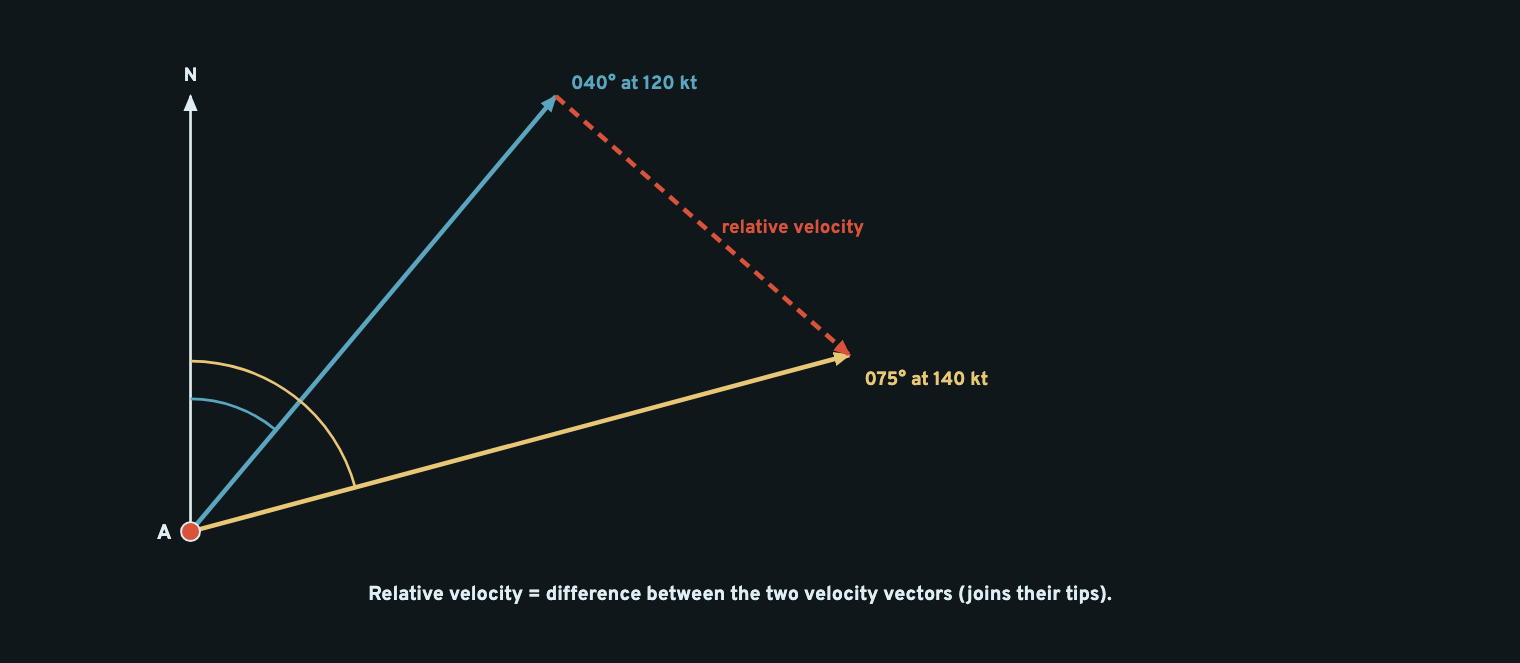 N
040° at 120 kt
relative velocity
075° at 140 kt
A
Relative velocity = difference between the two velocity vectors (joins their tips).